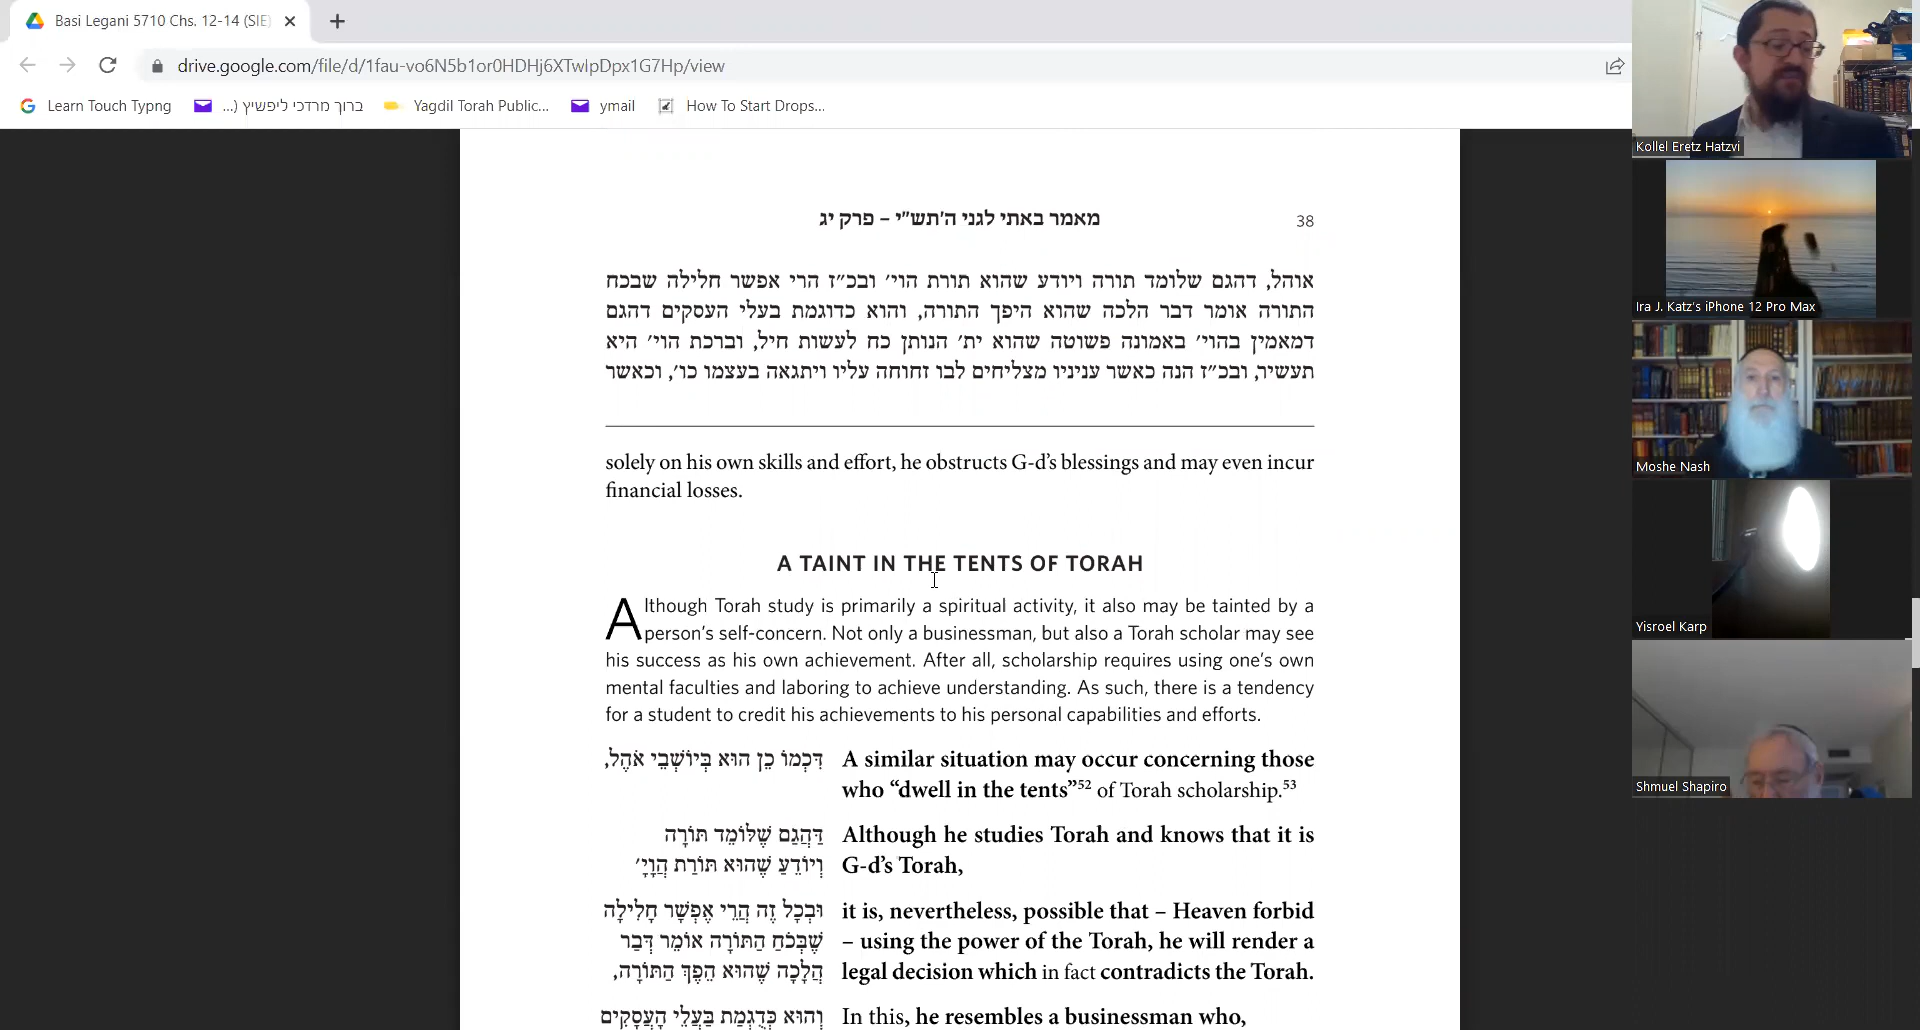 Basi Legani 5710 Chs. 12-14 (SIE)
drive.google.com/file/d/1fau-vo6N5b1or0HDHj6XTwIpDpx1G7Hp/view
Learn Touch Typng
ברוך מרדכי ליפשיץ (...
Yagdil Torah Public...
ymail
How To Start Drops...
מאמר באתי לגני ה'תש"י – פרק יג
38
אוהל, דהגם שלומד תורה ויודע שהוא תורת הוי׳ ובכ״ז הרי אפשר חלילה שבכח
התורה אומר דבר הלכה שהוא היפך התורה, והוא כדוגמת בעלי העסקים דהגם
דמאמין בהוי׳ באמונה פשוטה שהוא ית׳ הנותן כח לעשות חיל, וברכת הוי׳ היא
תעשיר, ובכ״ז הנה כאשר עניניו מצליחים לבו זחוחה עליו ויתגאה בעצמו כו׳, וכאשר
solely on his own skills and effort, he obstructs G-d’s blessings and may even incur
financial losses.
A TAINT IN THE TENTS OF TORAH
Although Torah study is primarily a spiritual activity, it also may be tainted by a
person’s self-concern. Not only a businessman, but also a Torah scholar may see
his success as his own achievement. After all, scholarship requires using one’s own
mental faculties and laboring to achieve understanding. As such, there is a tendency
for a student to credit his achievements to his personal capabilities and efforts.
דִּכְמוֹ כֵן הוּא בְּיוֹשְׁבֵי אֹהֶל,
A similar situation may occur concerning those
who “dwell in the tents”52 of Torah scholarship.53
דַּהֲגַם שֶׁלּוֹמֵד תּוֹרָה
וְיוֹדֵעַ שֶׁהוּא תּוֹרַת הֲוָיָ׳
Although he studies Torah and knows that it is
G-d’s Torah,
וּבְכָל זֶה הֲרֵי אֶפְשָׁר חָלִילָה
שֶׁבְּכֹחַ הַתּוֹרָה אוֹמֵר דְּבַר
הֲלָכָה שֶׁהוּא הֵפֶךְ הַתּוֹרָה,
it is, nevertheless, possible that – Heaven forbid
– using the power of the Torah, he will render a
legal decision which in fact contradicts the Torah.
וְהוּא כְּדֻגְמַת בַּעֲלֵי הָעֲסָקִים
In this, he resembles a businessman who,
Kollel Eretz Hatzvi
Ira J. Katz's iPhone 12 Pro Max
Moshe Nash
Yisroel Karp
Shmuel Shapiro